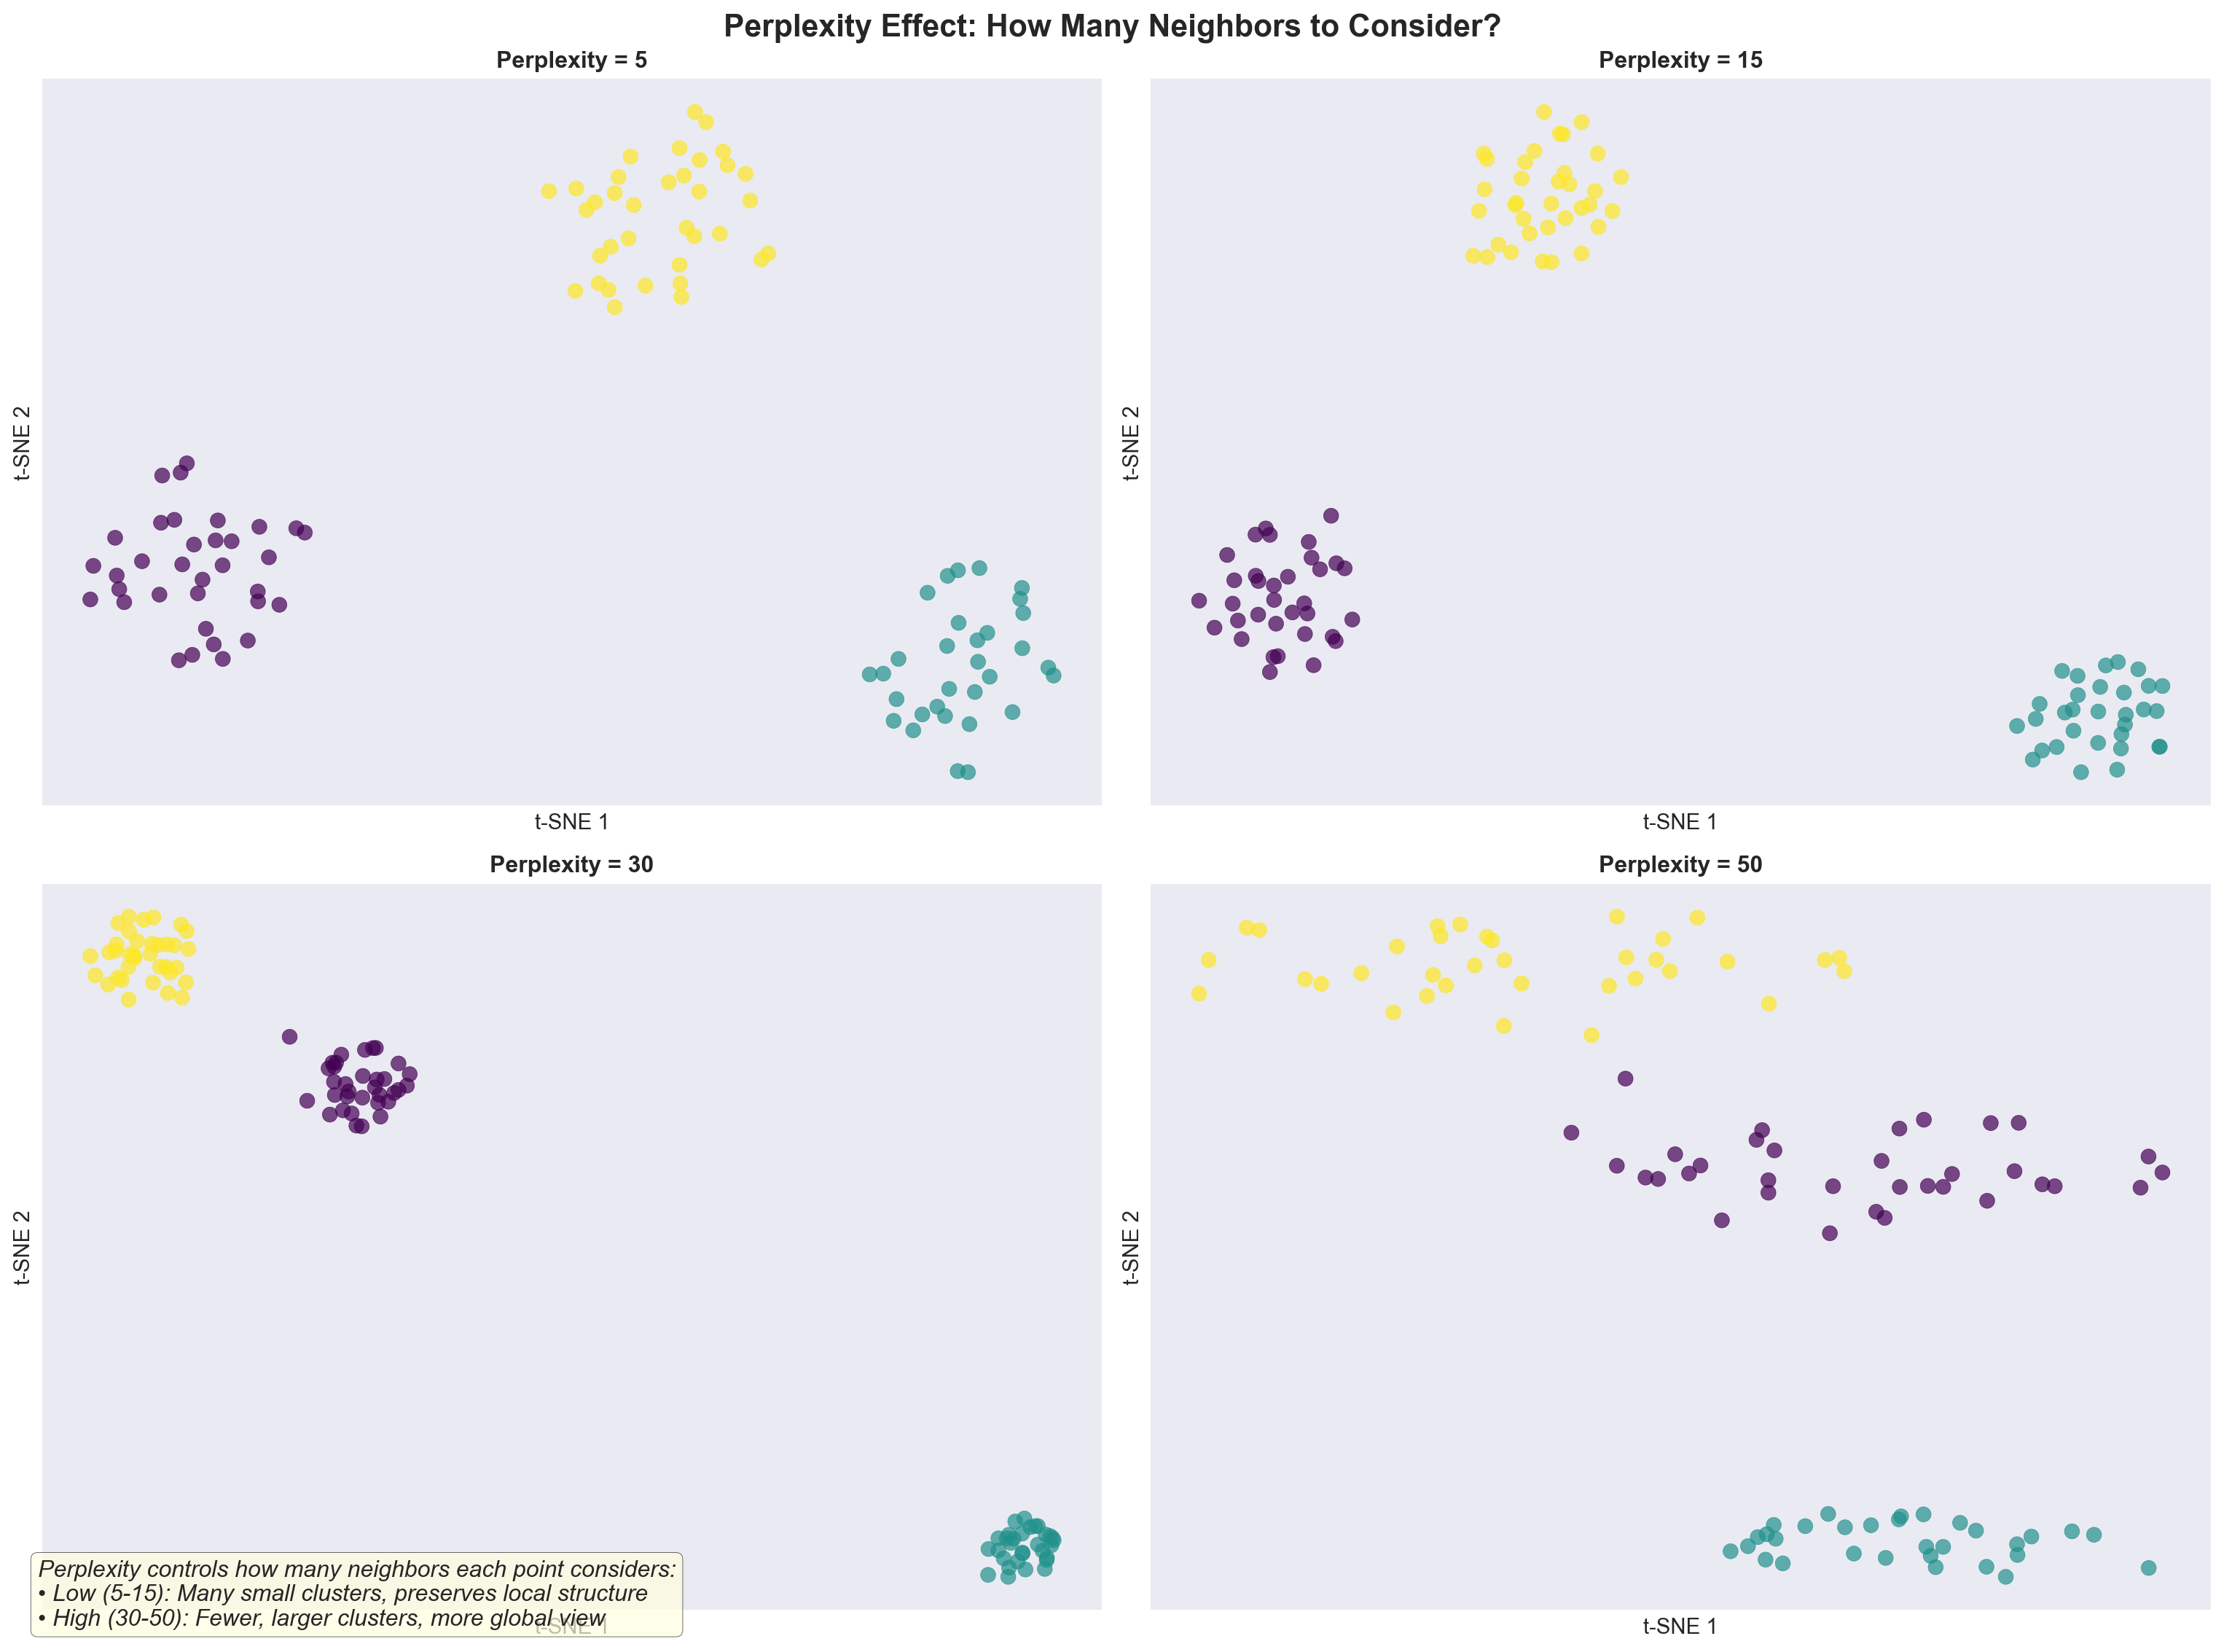 Perplexity Effect: How Many Neighbors to Consider?
Perplexity = 5
t-SNE 2
t-SNE 1
Perplexity = 15
t-SNE 2
t-SNE 1
Perplexity = 30
t-SNE 2
t-SNE 1
Perplexity = 50
t-SNE 2
t-SNE 1
Perplexity controls how many neighbors each point considers:
• Low (5-15): Many small clusters, preserves local structure
• High (30-50): Fewer, larger clusters, more global view